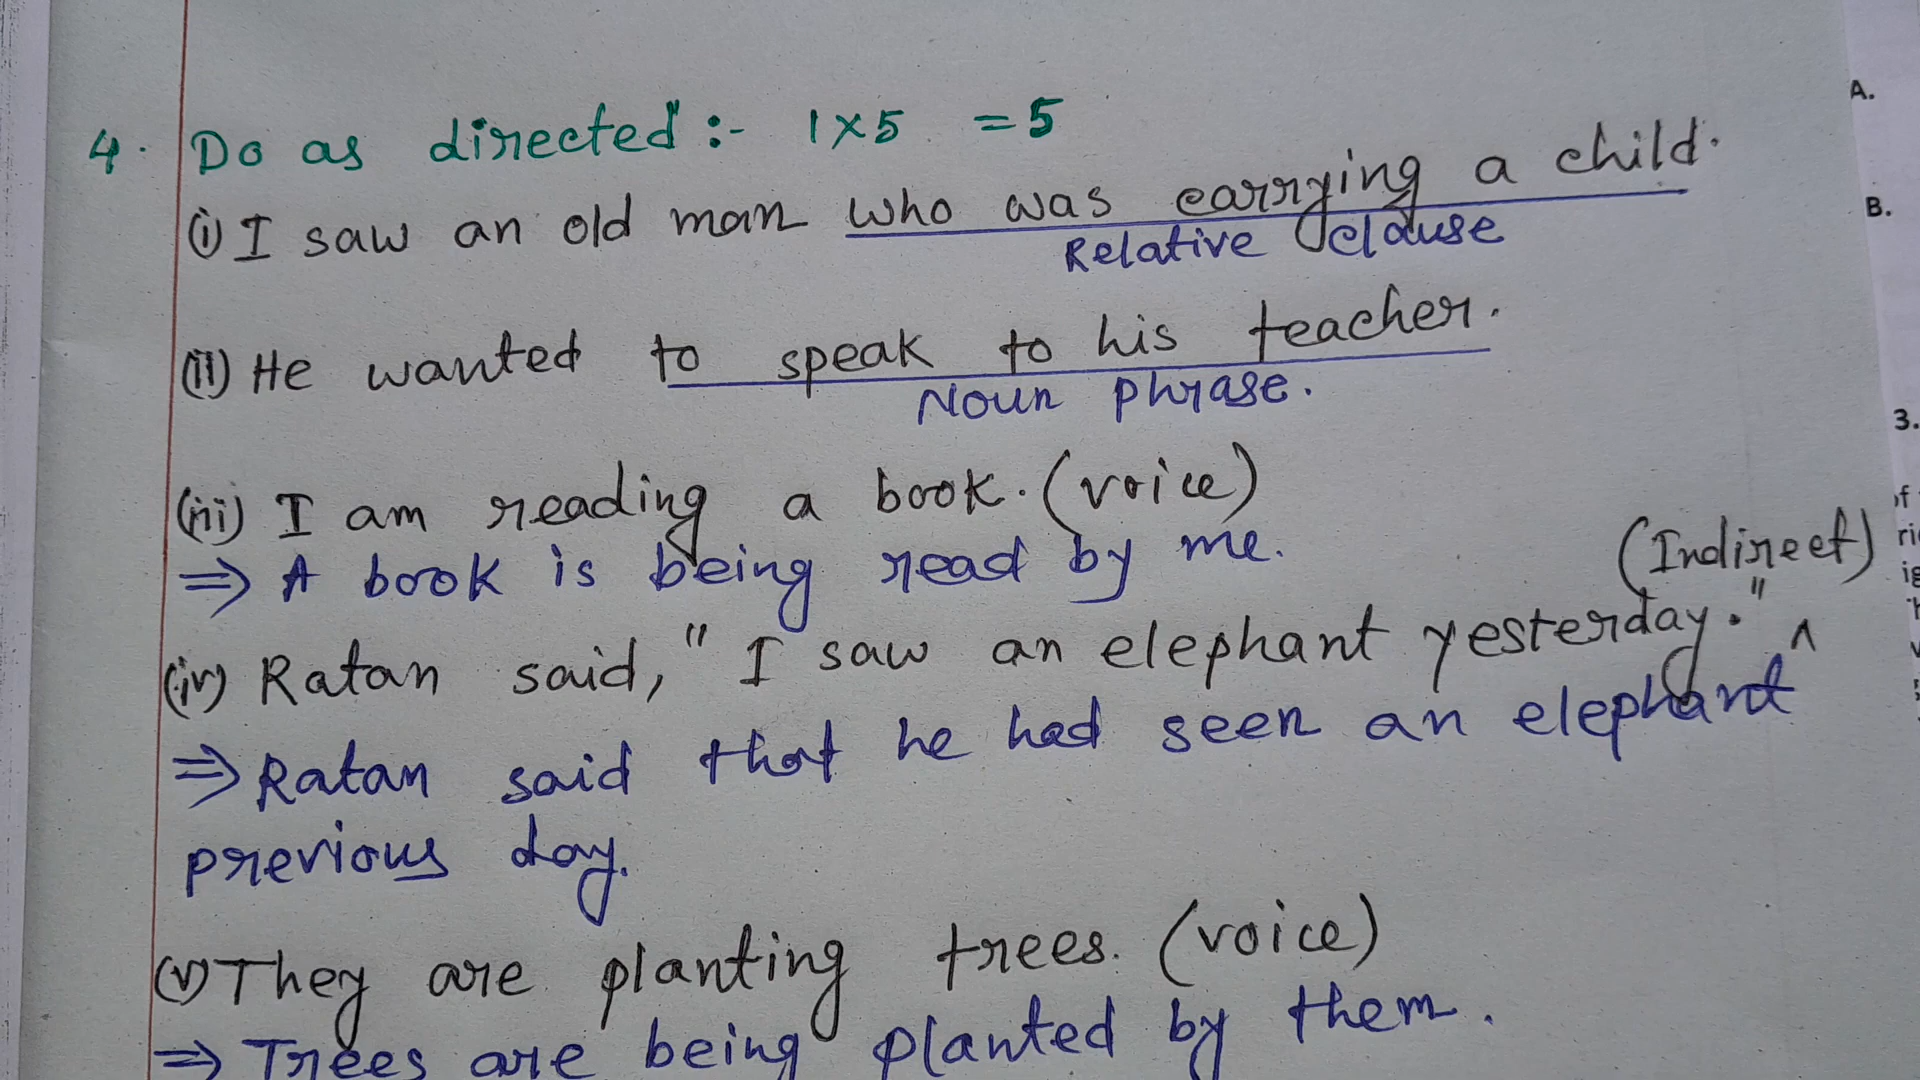 4. Do as directed :- 1×5 = 5
(i) I saw an old man who was carrying a child.
Relative clause
(ii) He wanted to speak to his teacher.
Noun phrase.
(iii) I am reading a book. (voice)
⇒ A book is being read by me.
(Indirect)
(iv) Ratan said, "I saw an elephant yesterday." ^
⇒ Ratan said that he had seen an elephant
previous day.
(v) They are planting trees. (voice)
⇒ Trees are being planted by them.
A.
B.
3.
of